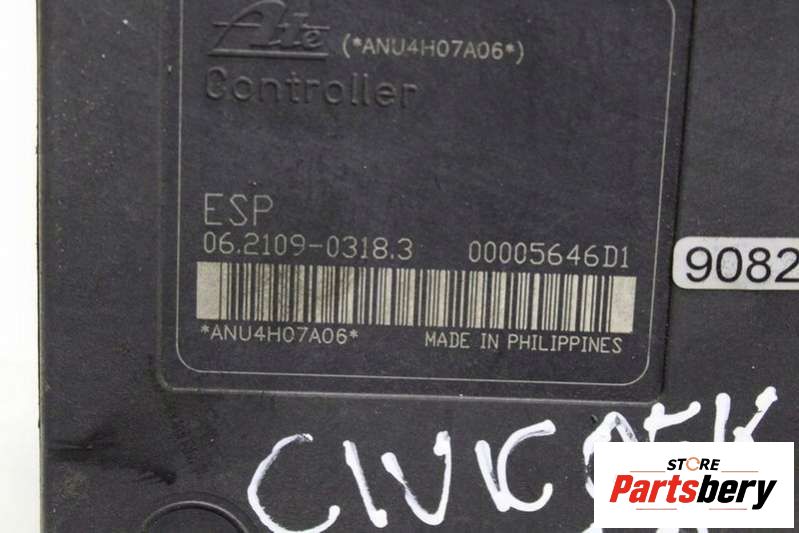 Ate (*ANU4H07A06*)
Controller
ESP
06.2109-0318.3 00005646D1
9082
*ANU4H07A06* MADE IN PHILIPPINES
CIVIC
STORE
Partsbery